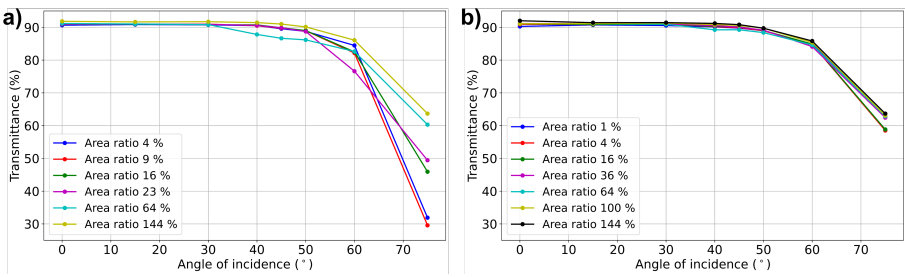 a)
Transmittance (%)
90
80
70
60
50
40
30
Area ratio 4 %
Area ratio 9 %
Area ratio 16 %
Area ratio 23 %
Area ratio 64 %
Area ratio 144 %
0 10 20 30 40 50 60 70
Angle of incidence (°)
b)
Transmittance (%)
90
80
70
60
50
40
30
Area ratio 1 %
Area ratio 4 %
Area ratio 16 %
Area ratio 36 %
Area ratio 64 %
Area ratio 100 %
Area ratio 144 %
0 10 20 30 40 50 60 70
Angle of incidence (°)